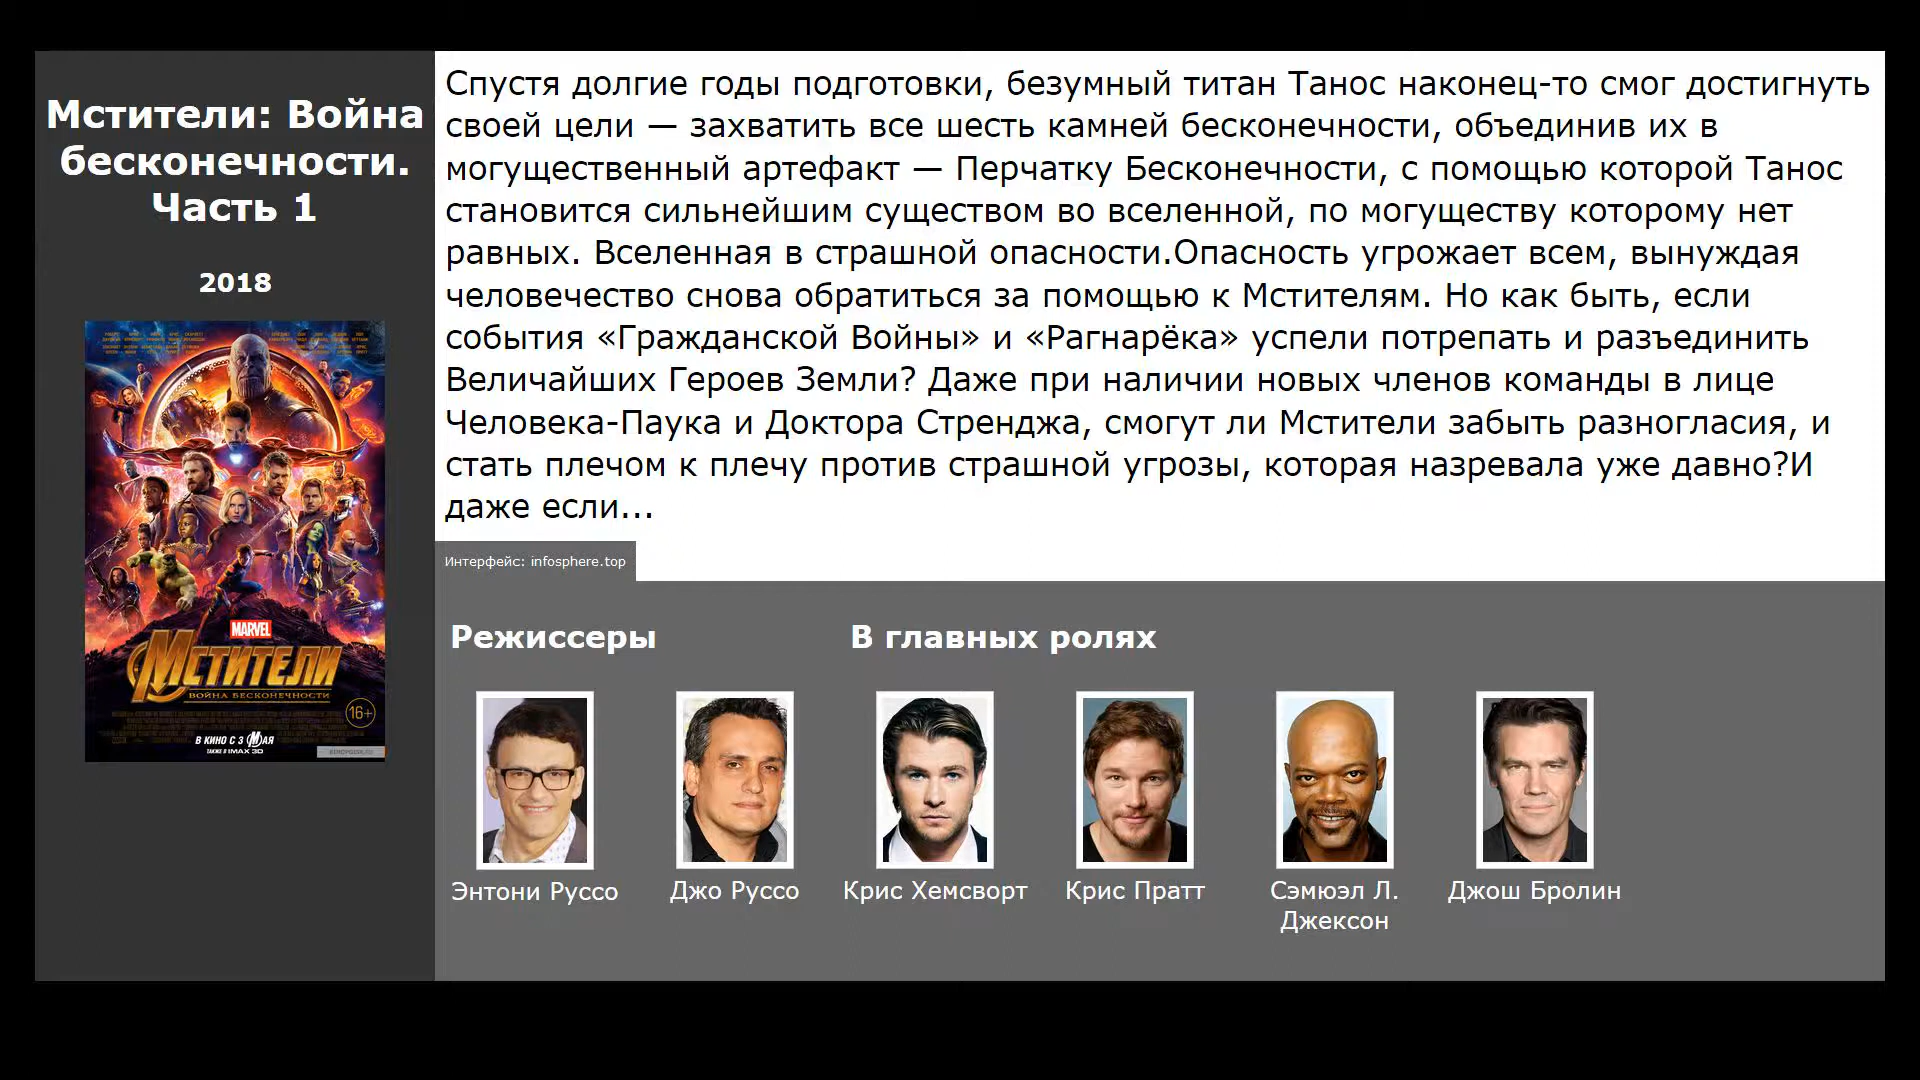 Мстители: Война
бесконечности.
Часть 1
2018
MARVEL
Мстители
ВОЙНА БЕСКОНЕЧНОСТИ
16+
В КИНО С 3 МАЯ
ТАКЖЕ В IMAX 3D
Спустя долгие годы подготовки, безумный титан Танос наконец-то смог достигнуть
своей цели — захватить все шесть камней бесконечности, объединив их в
могущественный артефакт — Перчатку Бесконечности, с помощью которой Танос
становится сильнейшим существом во вселенной, по могуществу которому нет
равных. Вселенная в страшной опасности.Опасность угрожает всем, вынуждая
человечество снова обратиться за помощью к Мстителям. Но как быть, если
события «Гражданской Войны» и «Рагнарёка» успели потрепать и разъединить
Величайших Героев Земли? Даже при наличии новых членов команды в лице
Человека-Паука и Доктора Стренджа, смогут ли Мстители забыть разногласия, и
стать плечом к плечу против страшной угрозы, которая назревала уже давно?И
даже если...
Интерфейс: infosphere.top
Режиссеры
В главных ролях
Энтони Руссо
Джо Руссо
Крис Хемсворт
Крис Пратт
Сэмюэл Л.
Джексон
Джош Бролин